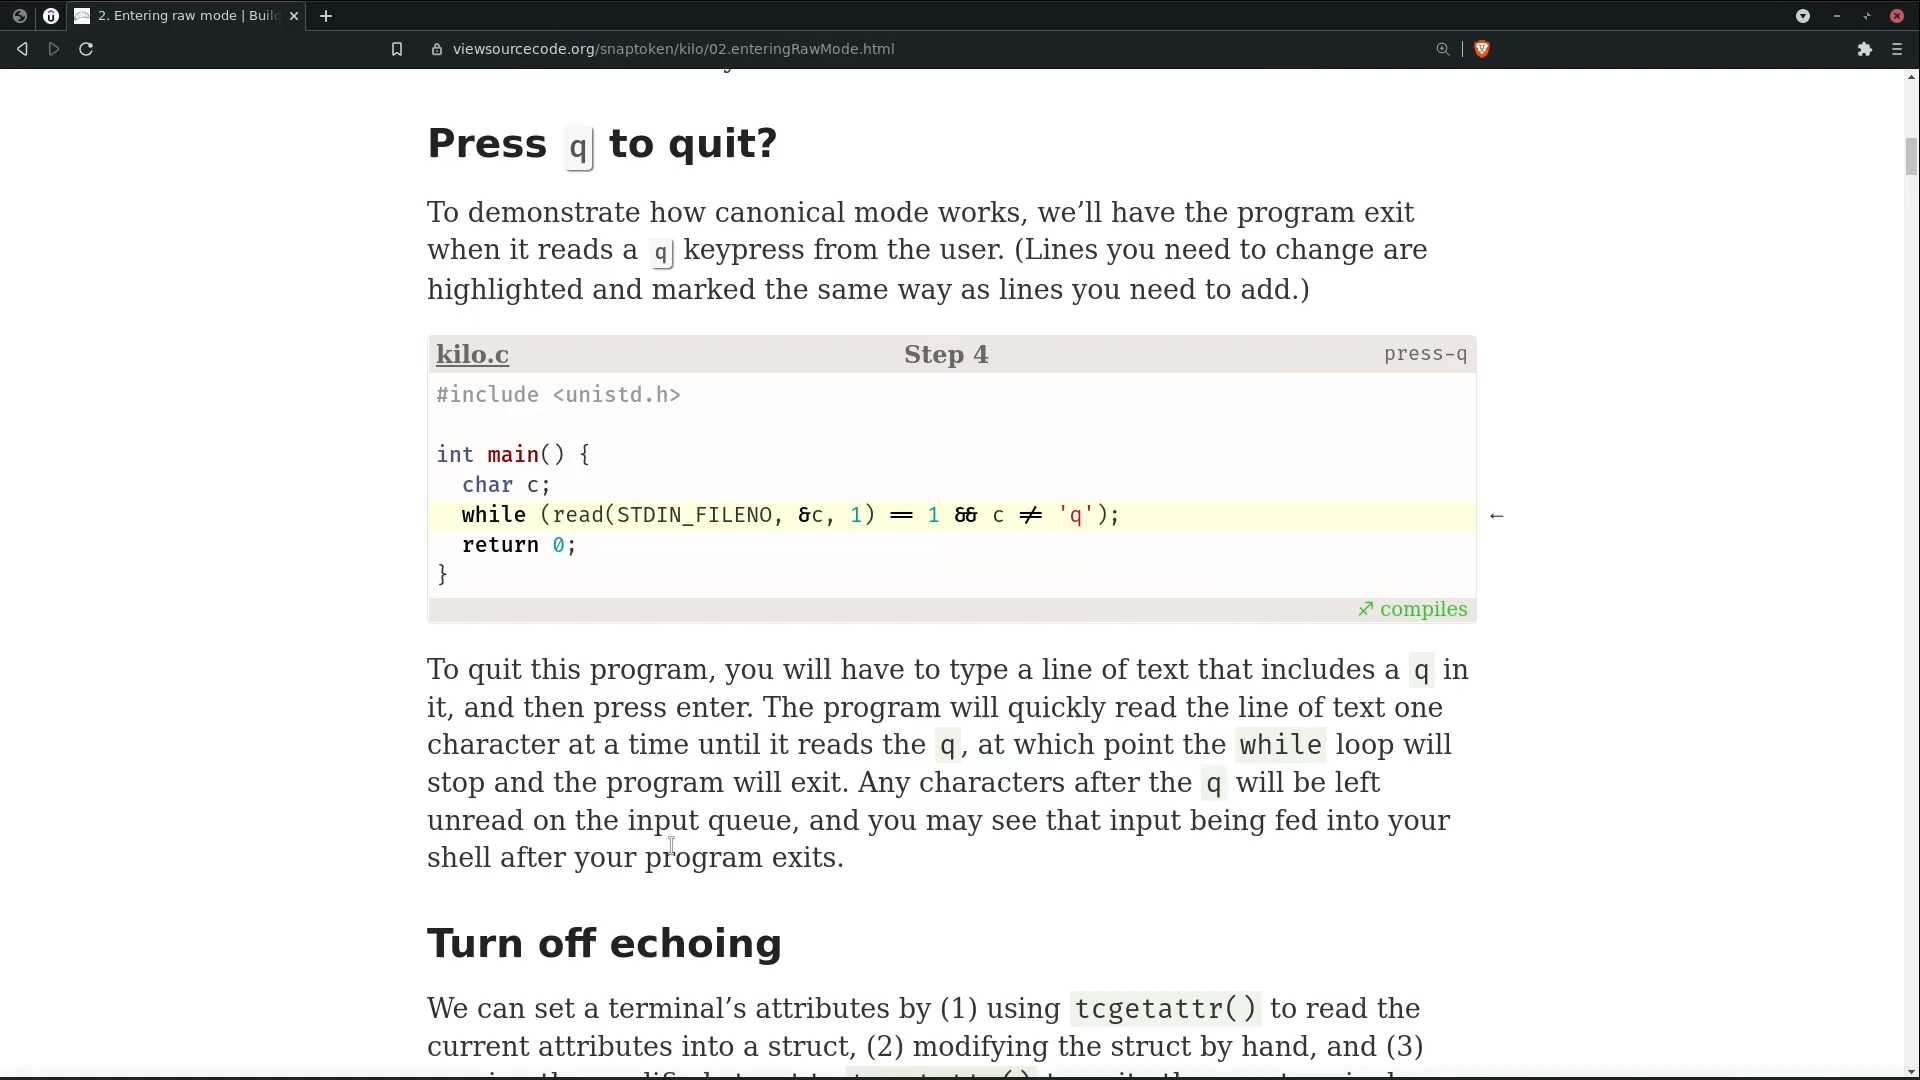 2. Entering raw mode | Buil
viewsourcecode.org/snaptoken/kilo/02.enteringRawMode.html
Press q to quit?
To demonstrate how canonical mode works, we’ll have the program exit
when it reads a q keypress from the user. (Lines you need to change are
highlighted and marked the same way as lines you need to add.)
kilo.c Step 4 press-q
#include <unistd.h>
int main() {
char c;
while (read(STDIN_FILENO, &c, 1) == 1 && c != 'q'); ←
return 0;
}
♐ compiles
To quit this program, you will have to type a line of text that includes a q in
it, and then press enter. The program will quickly read the line of text one
character at a time until it reads the q, at which point the while loop will
stop and the program will exit. Any characters after the q will be left
unread on the input queue, and you may see that input being fed into your
shell after your program exits.
Turn off echoing
We can set a terminal’s attributes by (1) using tcgetattr() to read the
current attributes into a struct, (2) modifying the struct by hand, and (3)